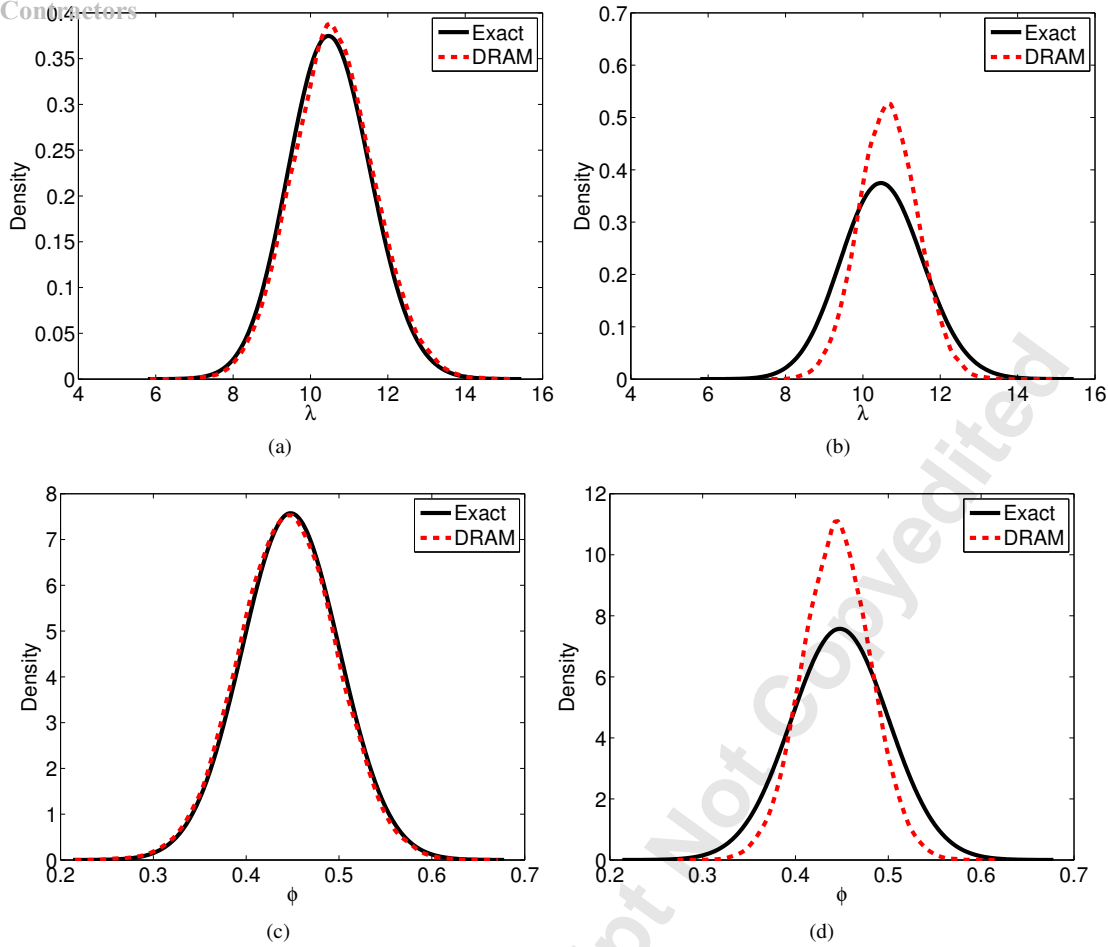 Contractors
0.4
0.35
0.3
0.25
0.2
0.15
0.1
0.05
0
Density
4 6 8 10 12 14 16
λ
Exact
DRAM
(a)
0.7
0.6
0.5
0.4
0.3
0.2
0.1
0
Density
4 6 8 10 12 14 16
λ
Exact
DRAM
(b)
8
7
6
5
4
3
2
1
0
Density
0.2 0.3 0.4 0.5 0.6 0.7
ϕ
Exact
DRAM
(c)
12
10
8
6
4
2
0
Density
0.2 0.3 0.4 0.5 0.6 0.7
ϕ
Exact
DRAM
(d)
Not Copyedited